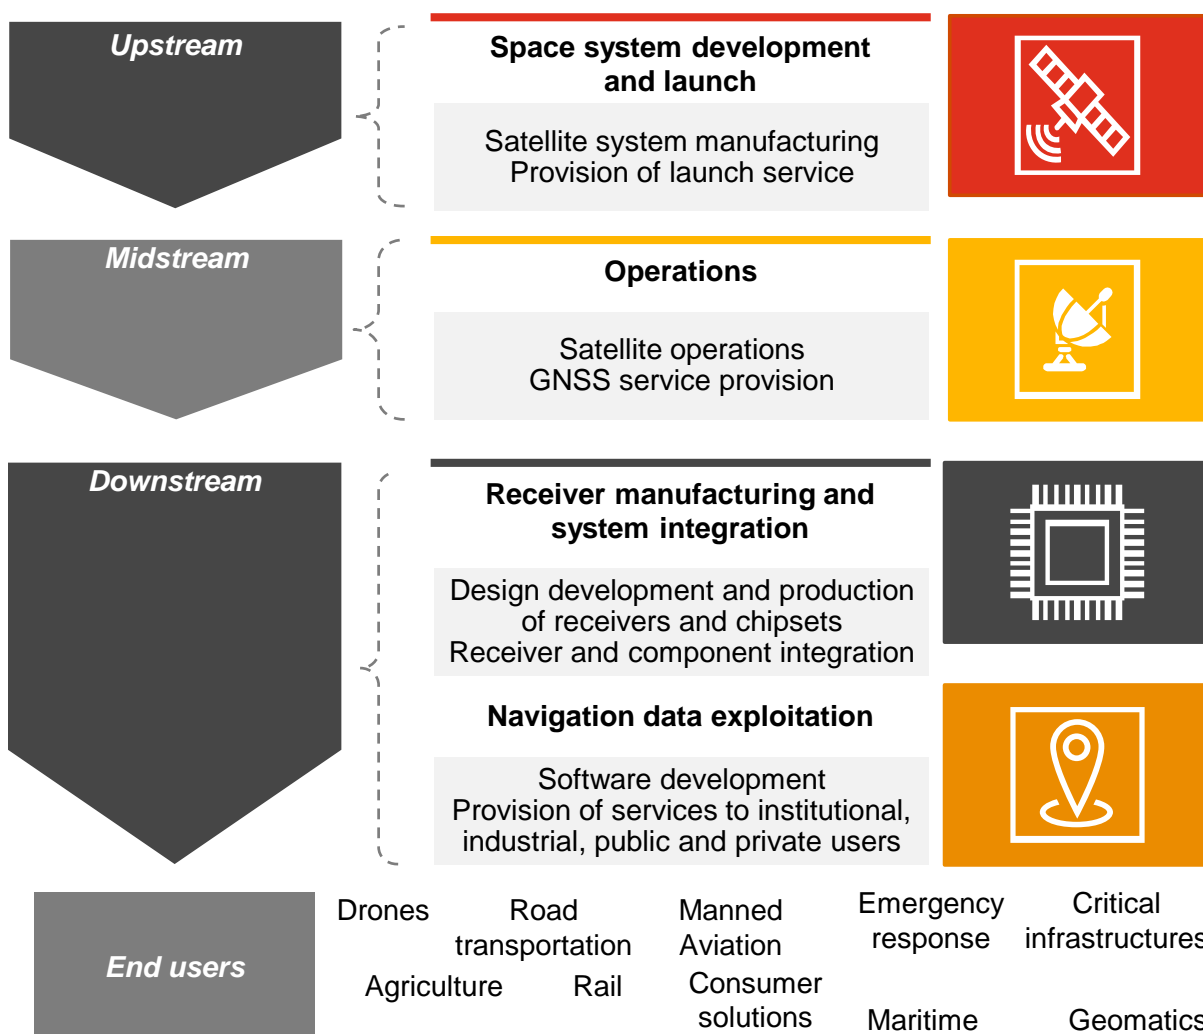 Upstream
Space system development
and launch
Satellite system manufacturing
Provision of launch service
Midstream
Operations
Satellite operations
GNSS service provision
Downstream
Receiver manufacturing and
system integration
Design development and production
of receivers and chipsets
Receiver and component integration
Navigation data exploitation
Software development
Provision of services to institutional,
industrial, public and private users
End users
Drones
Road
transportation
Manned
Aviation
Emergency
response
Critical
infrastructures
Agriculture
Rail
Consumer
solutions
Maritime
Geomatics